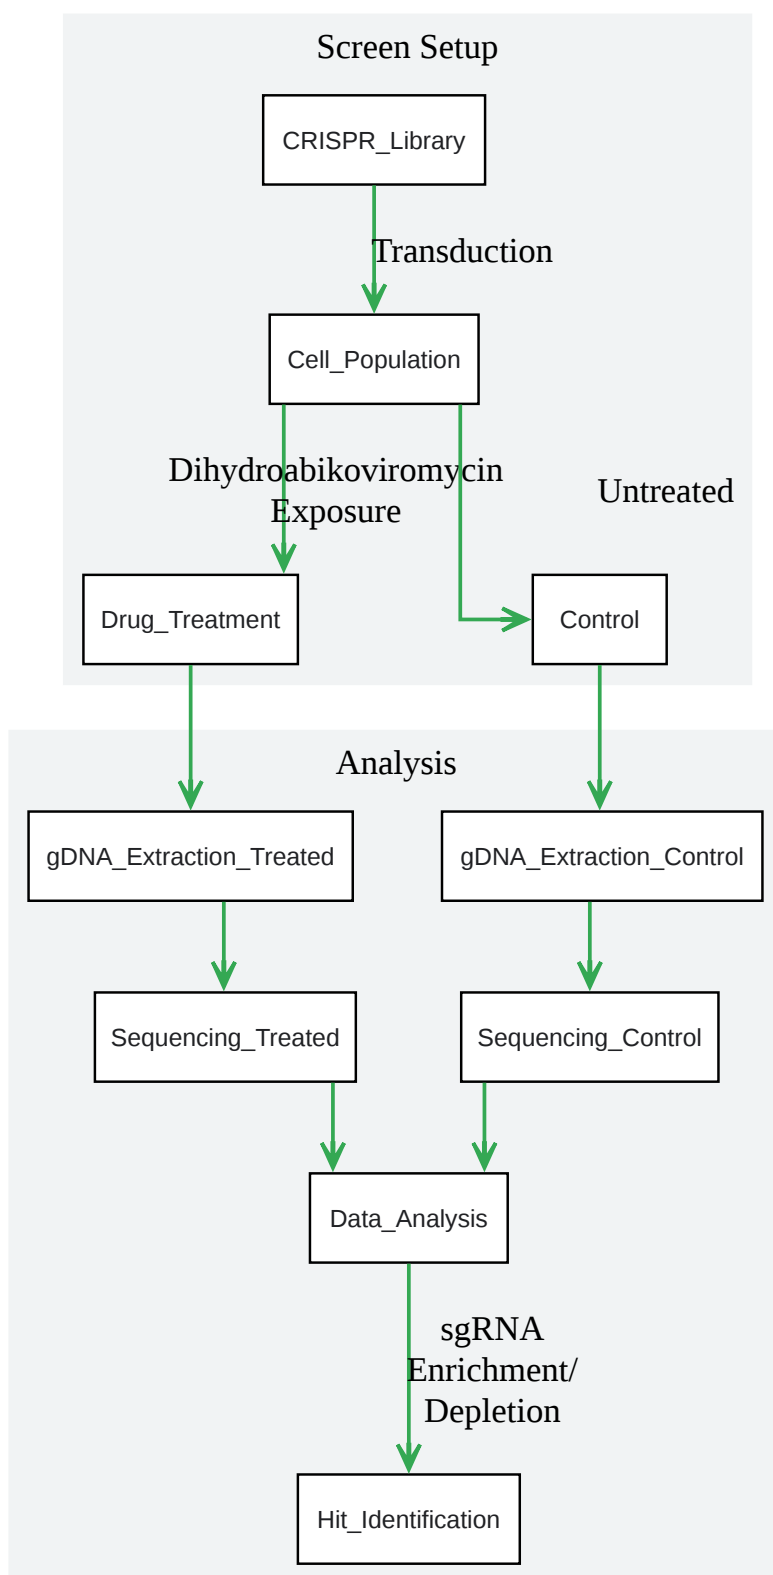 Screen Setup
CRISPR_Library
Transduction
Cell_Population
Dihydroabikoviromycin
Exposure
Untreated
Drug_Treatment
Control
Analysis
gDNA_Extraction_Treated
gDNA_Extraction_Control
Sequencing_Treated
Sequencing_Control
Data_Analysis
sgRNA
Enrichment/
Depletion
Hit_Identification